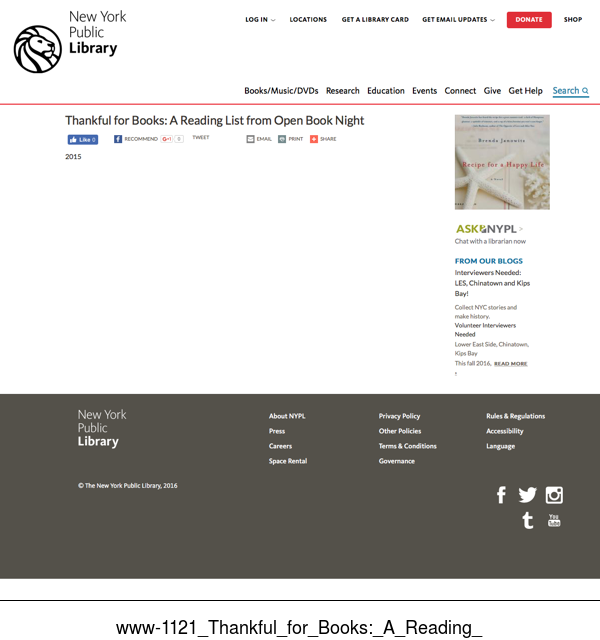 New York
Public
Library
LOG IN
LOCATIONS
GET A LIBRARY CARD
GET EMAIL UPDATES
DONATE
SHOP
Books/Music/DVDs
Research
Education
Events
Connect
Give
Get Help
Search
Thankful for Books: A Reading List from Open Book Night
Like 0
RECOMMEND
G+1
0
TWEET
EMAIL
PRINT
SHARE
2015
Brenda Janowitz
Recipe for a Happy Life
ASK NYPL >
Chat with a librarian now
FROM OUR BLOGS
Interviewers Needed:
LES, Chinatown and Kips
Bay!
Collect NYC stories and
make history.
Volunteer Interviewers
Needed
Lower East Side, Chinatown,
Kips Bay
This fall 2016, READ MORE
New York
Public
Library
About NYPL
Press
Careers
Space Rental
Privacy Policy
Other Policies
Terms & Conditions
Governance
Rules & Regulations
Accessibility
Language
© The New York Public Library, 2016
You
Tube
www-1121_Thankful_for_Books:_A_Reading_